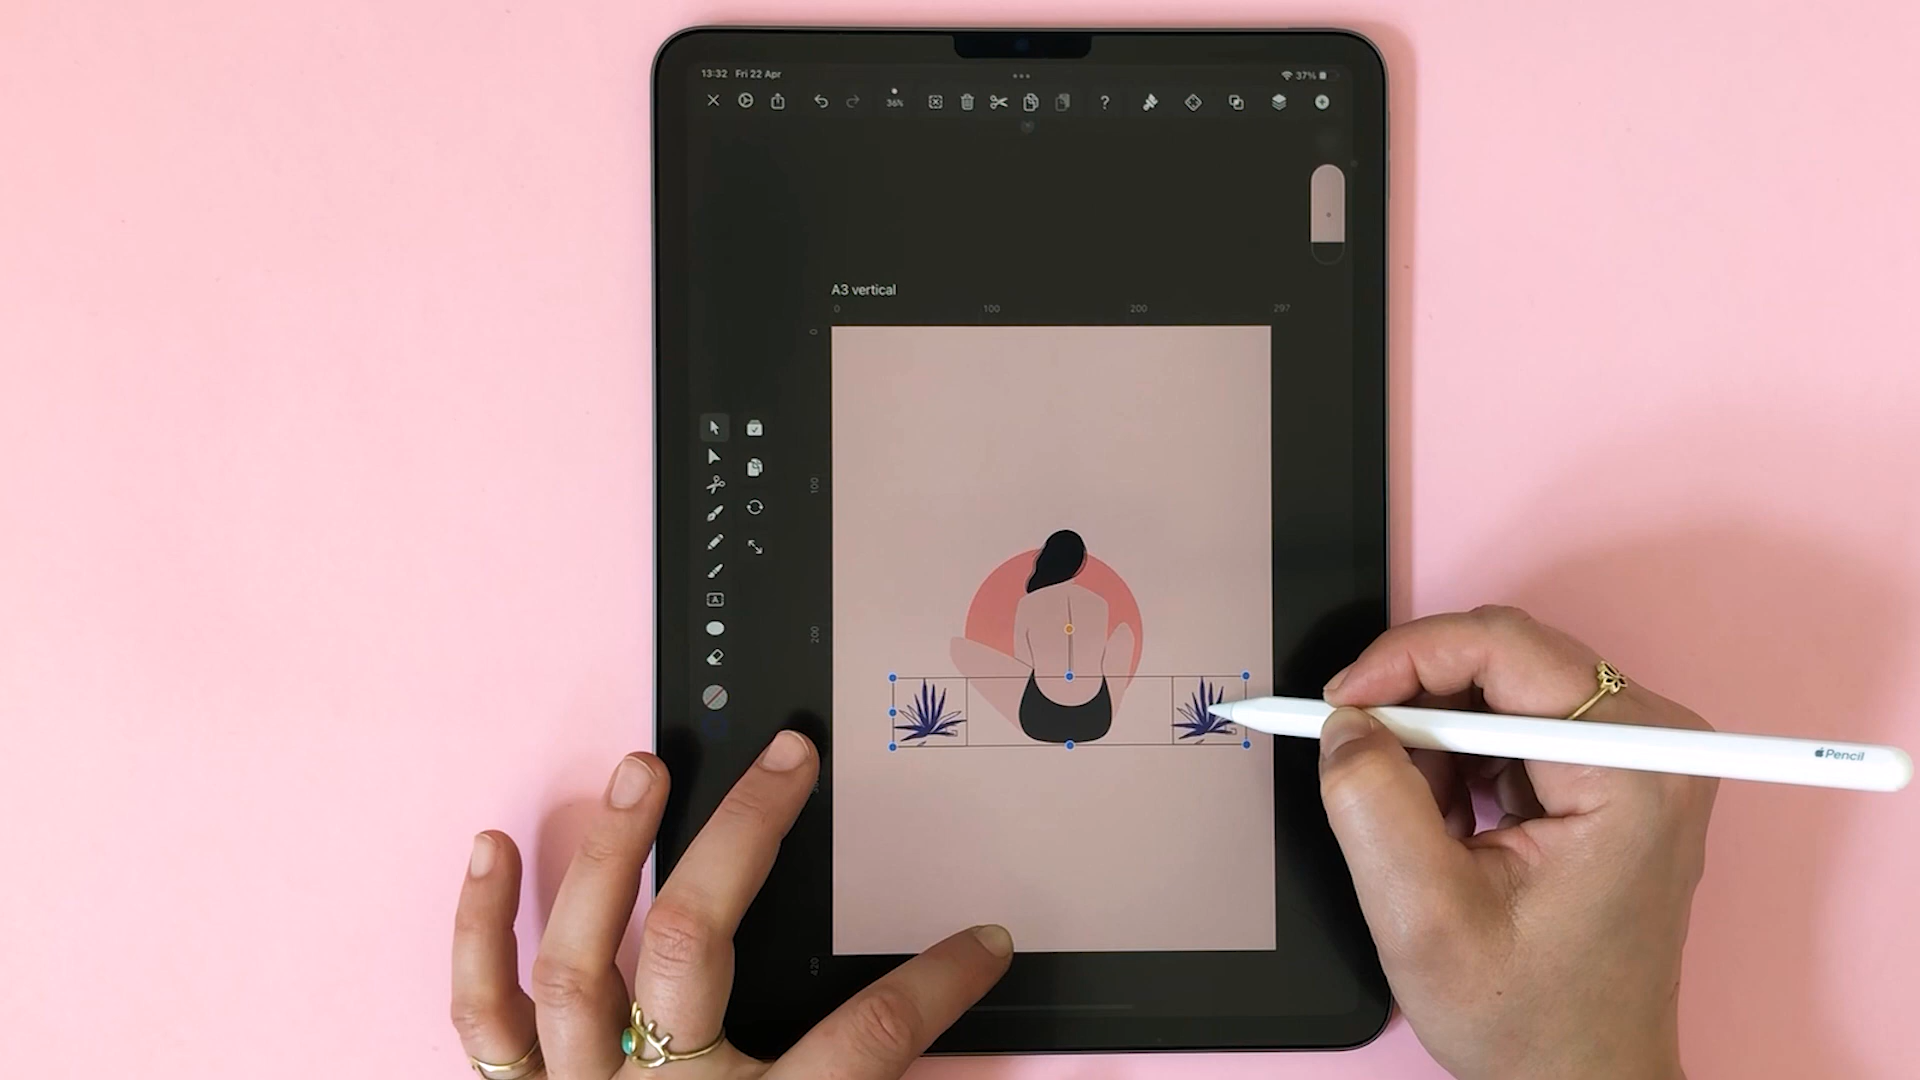 13:32 Fri 22 Apr
37%
36%
?
A3 vertical
0 100 200 297
0
100
200
A
420
Pencil